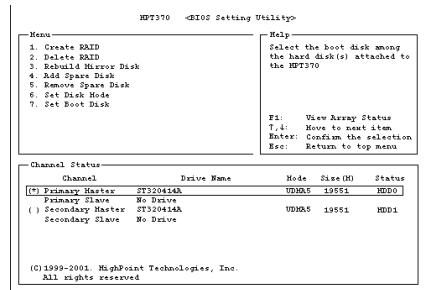 HPT370 <BIOS Setting Utility>
Menu
1. Create RAID
2. Delete RAID
3. Rebuild Mirror Disk
4. Add Spare Disk
5. Remove Spare Disk
6. Set Disk Mode
7. Set Boot Disk
Help
Select the boot disk among
the hard disk(s) attached to
the HPT370
F1: View Array Status
↑,↓: Move to next item
Enter: Confirm the selection
Esc: Return to top menu
Channel Status
Channel Drive Name Mode Size(M) Status
(*) Primary Master ST320414A UDMA5 19551 HDD0
Primary Slave No Drive
( ) Secondary Master ST320414A UDMA5 19551 HDD1
Secondary Slave No Drive
(C)1999-2001. HighPoint Technologies, Inc.
All rights reserved